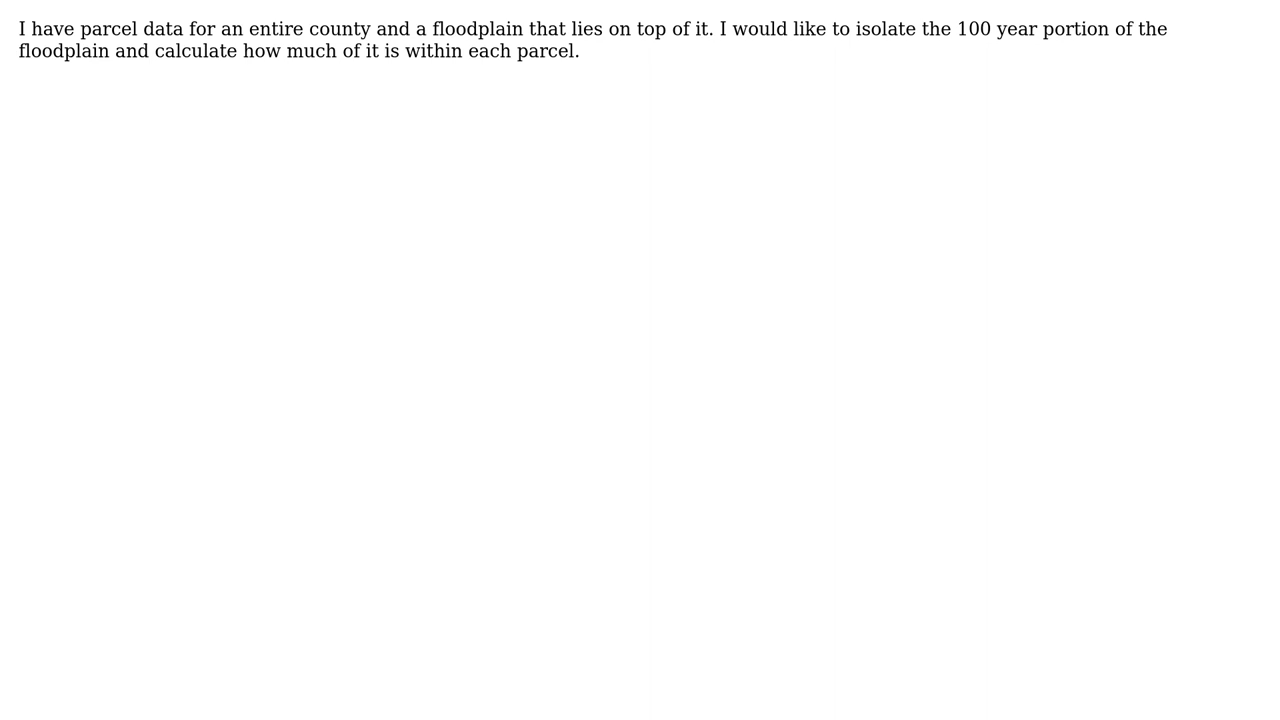 I have parcel data for an entire county and a floodplain that lies on top of it. I would like to isolate the 100 year portion of the
floodplain and calculate how much of it is within each parcel.